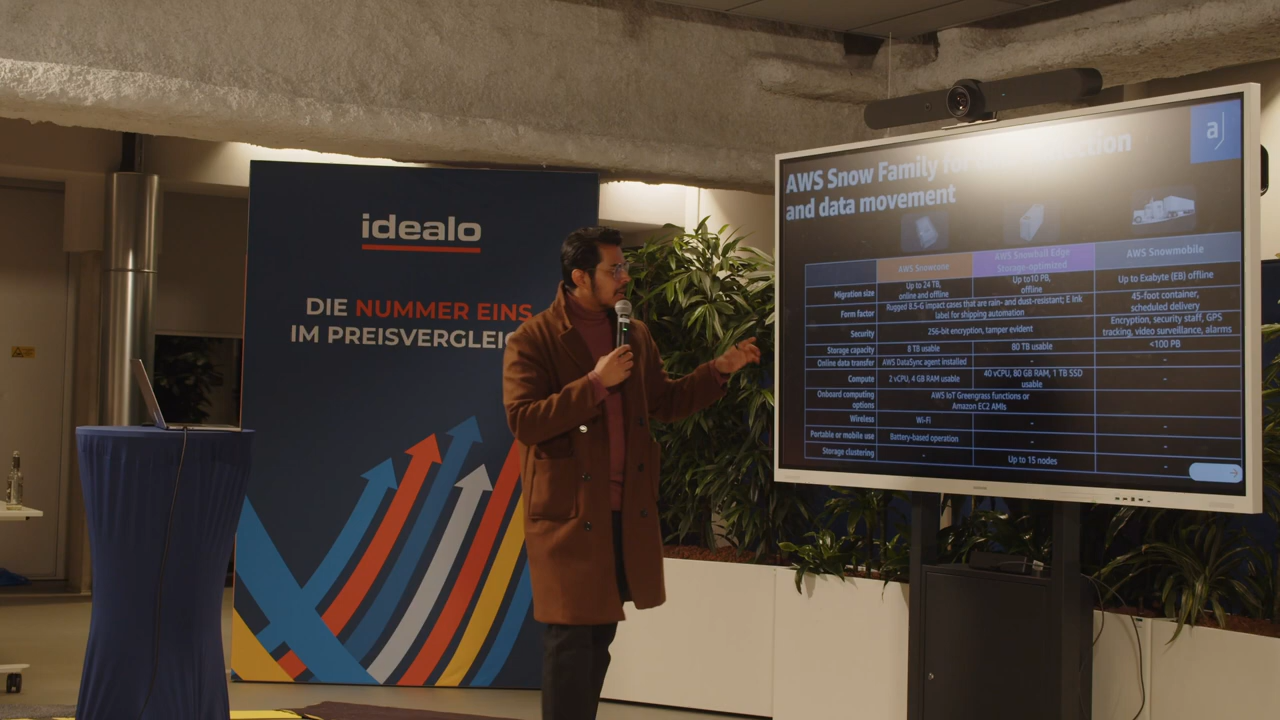 idealo
DIE NUMMER EINS
IM PREISVERGLEIC
AWS Snow Family for
and data movement
a
AWS Snowcone
AWS Snowball Edge
Storage-optimized
AWS Snowmobile
Migration size
Up to 24 TB,
online and offline
Up to10 PB,
offline
Up to Exabyte (EB) offline
Form factor
Rugged 8.5-G impact cases that are rain- and dust-resistant; E Ink
label for shipping automation
45-foot container,
scheduled delivery
Security
256-bit encryption, tamper evident
Encryption, security staff, GPS
tracking, video surveillance, alarms
Storage capacity
8 TB usable
80 TB usable
<100 PB
Online data transfer
AWS DataSync agent installed
-
-
Compute
2 vCPU, 4 GB RAM usable
40 vCPU, 80 GB RAM, 1 TB SSD
usable
-
Onboard computing
options
AWS IoT Greengrass functions or
Amazon EC2 AMIs
-
Wireless
Wi-Fi
-
-
Portable or mobile use
Battery-based operation
-
-
Storage clustering
-
Up to 15 nodes
-